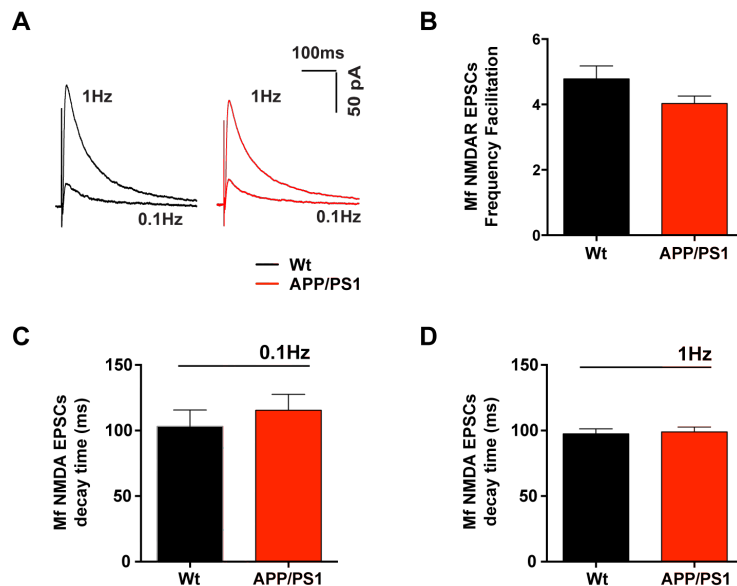 A
100ms
50 pA
1Hz
1Hz
0.1Hz
0.1Hz
Wt
APP/PS1
B
Mf NMDAR EPSCs
Frequency Facilitation
6
4
2
0
Wt
APP/PS1
C
0.1Hz
Mf NMDA EPSCs
decay time (ms)
150
100
50
0
Wt
APP/PS1
D
1Hz
Mf NMDA EPSCs
decay time (ms)
150
100
50
0
Wt
APP/PS1